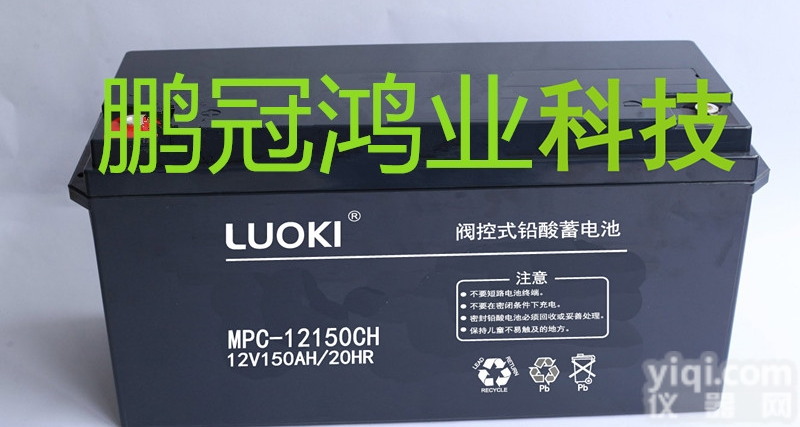 鹏冠鸿业科技
LUOKI®
阀控式铅酸蓄电池
注意
●不要短路电池终端。
●不要在密闭条件下充电。
●密封铅酸电池必须回收或妥善处理。
●保持儿童不易触及的地方。
MPC-12150CH
12V150AH/20HR
LEAD RETURN
RECYCLE
Pb
Pb
yiqi.com
仪器网